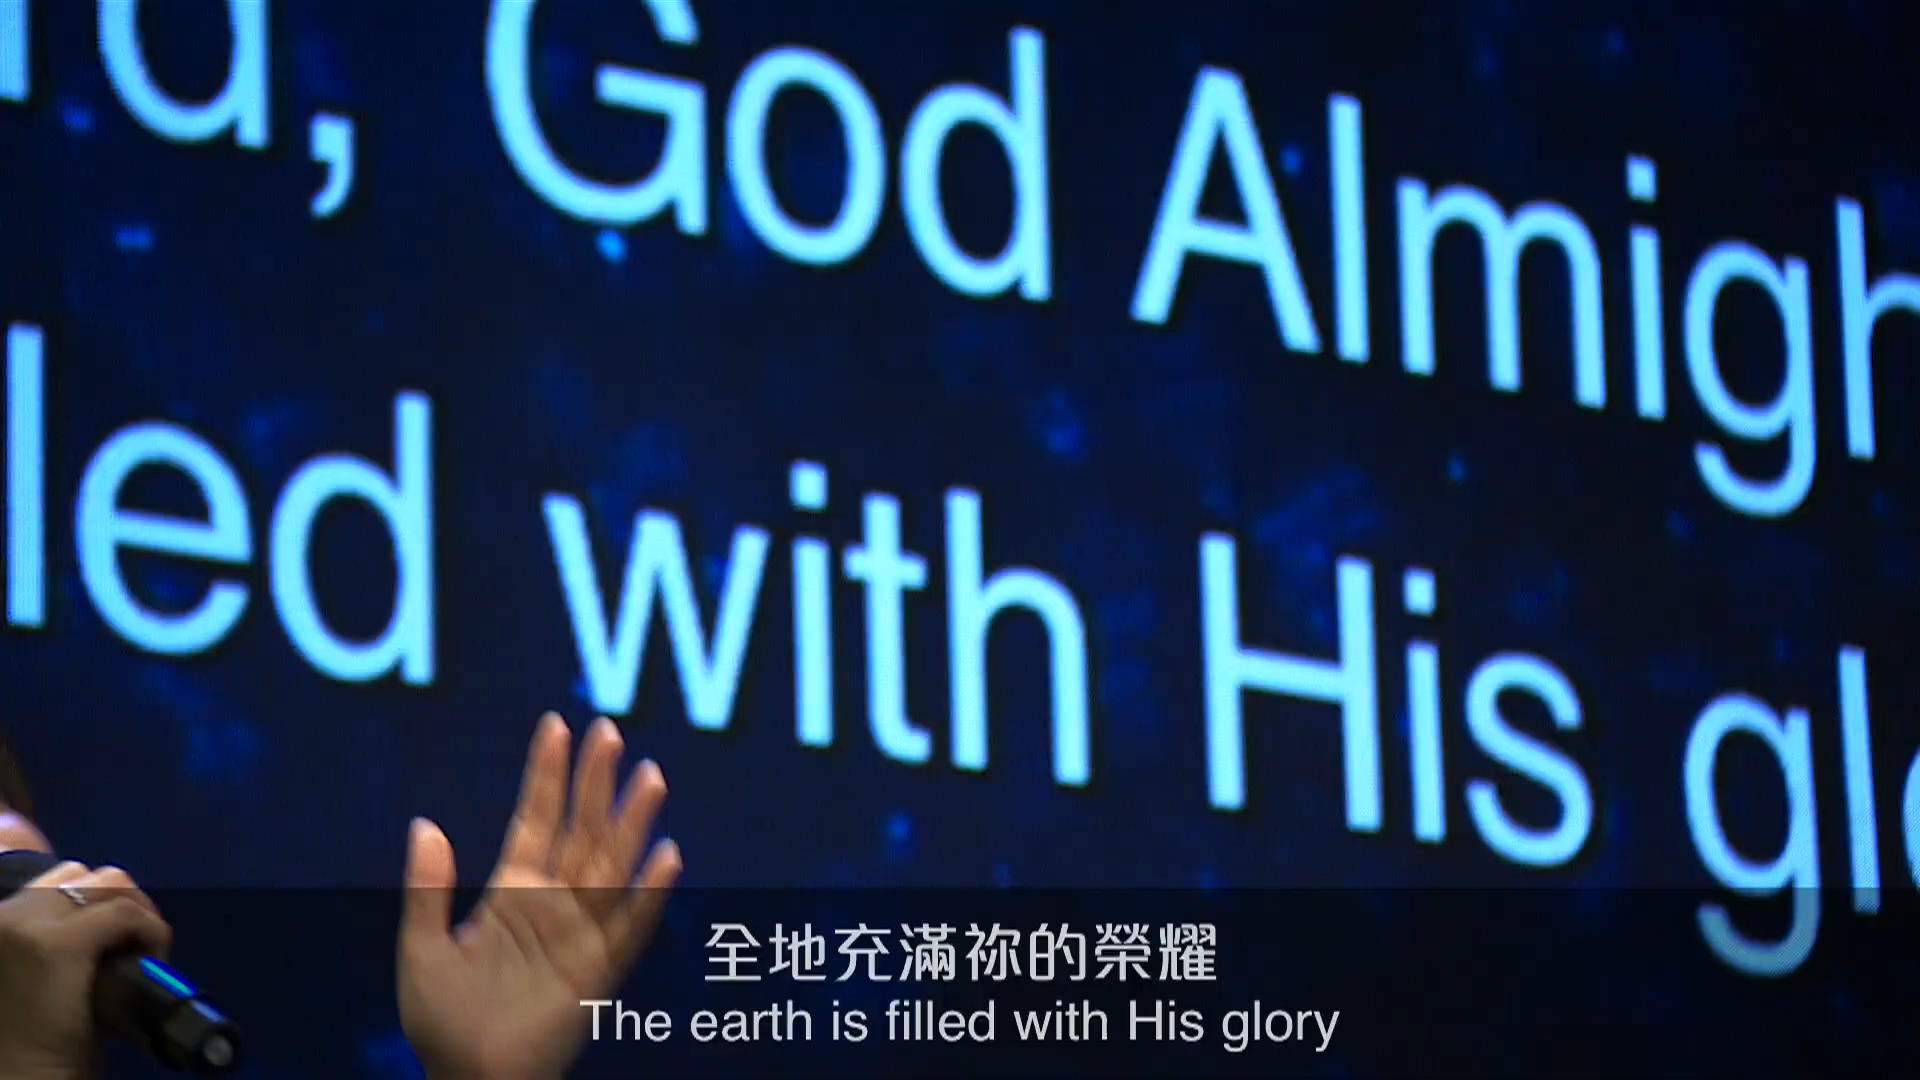 d, God Almigh
led with His gl
全地充滿祢的榮耀
The earth is filled with His glory